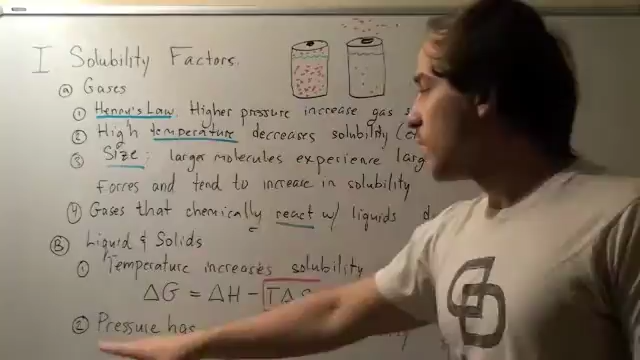 I Solubility Factors.
(a) Gases
(1) Henry's Law. Higher pressure increase gas
(2) High temperature decreases solubility
(3) Size: larger molecules experience
Forces and tend to increase in solubility
(4) Gases that chemically react w/ liquids
(B) Liquid & Solids
(1) Temperature increases solubility
ΔG = ΔH - TΔS
(2) Pressure has